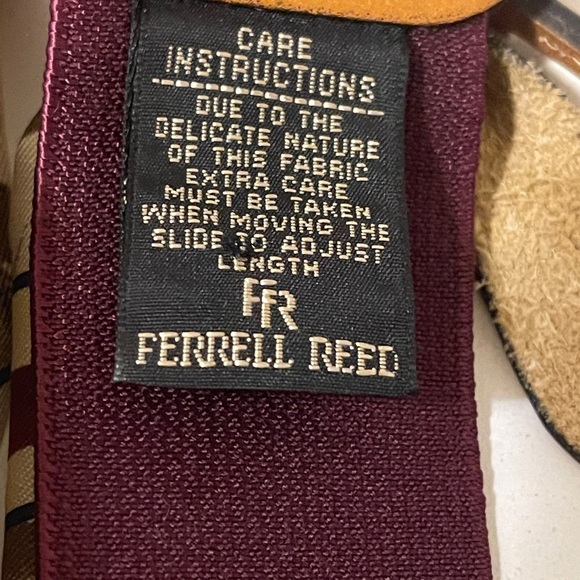 CARE
INSTRUCTIONS
DUE TO THE
DELICATE NATURE
OF THIS FABRIC
EXTRA CARE
MUST BE TAKEN
WHEN MOVING THE
SLIDE TO ADJUST
LENGTH
FR
FERRELL REED